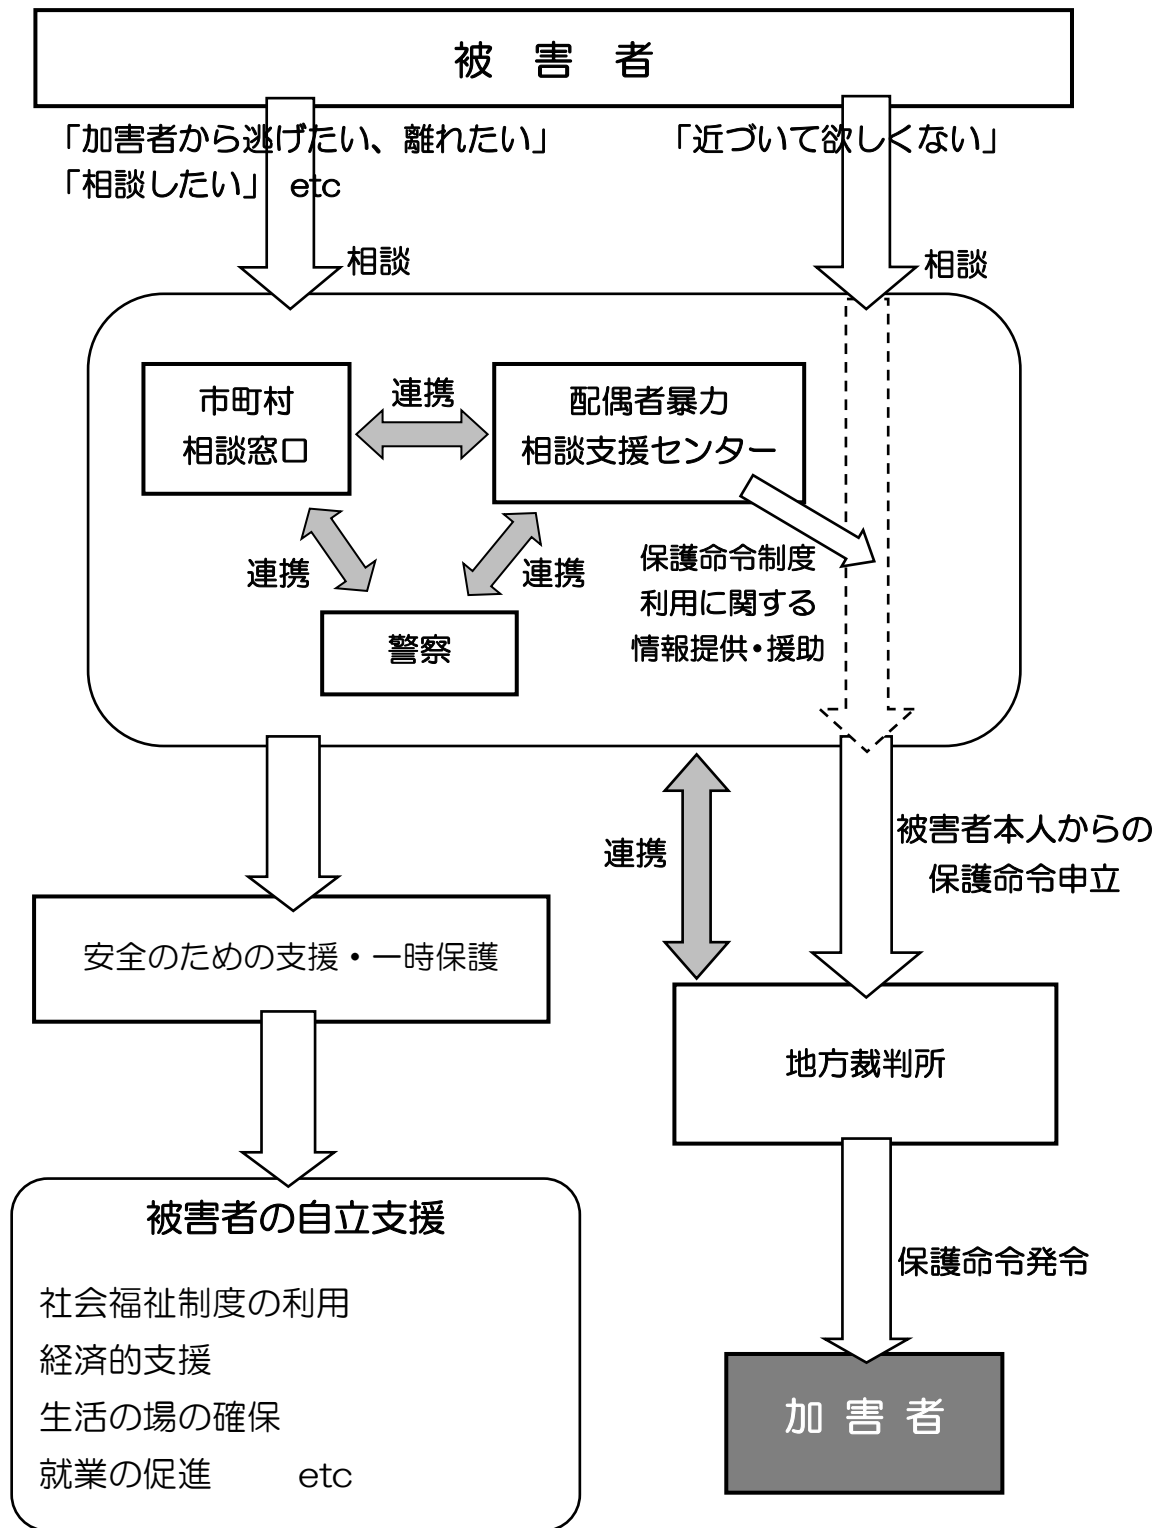 被 害 者
「加害者から逃げたい、離れたい」
「相談したい」 etc
「近づいて欲しくない」
相談
相談
市町村
相談窓口
連携
配偶者暴力
相談支援センター
連携
連携
警察
保護命令制度
利用に関する
情報提供・援助
連携
被害者本人からの
保護命令申立
安全のための支援・一時保護
地方裁判所
被害者の自立支援
社会福祉制度の利用
経済的支援
生活の場の確保
就業の促進 etc
保護命令発令
加 害 者